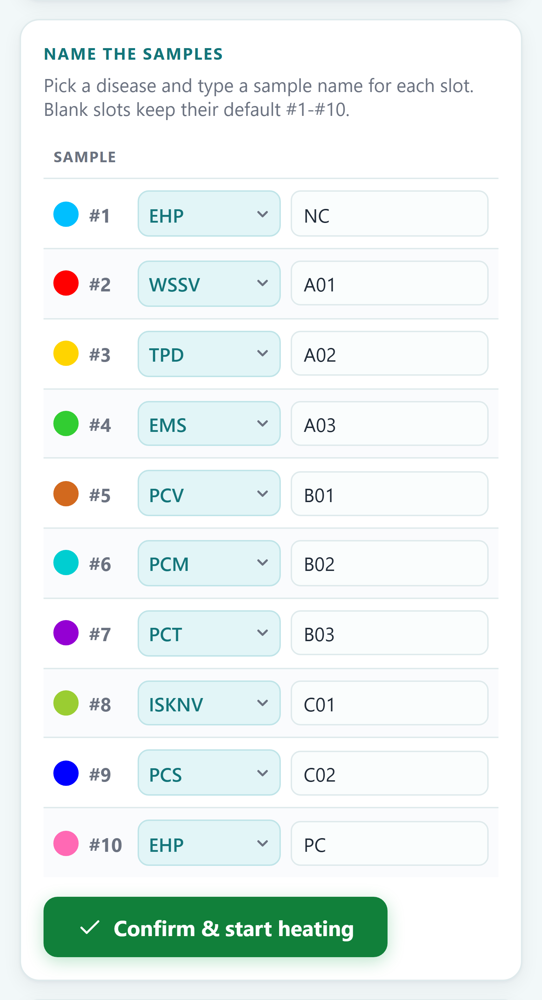 NAME THE SAMPLES
Pick a disease and type a sample name for each slot.
Blank slots keep their default #1-#10.
SAMPLE
#1 EHP NC
#2 WSSV A01
#3 TPD A02
#4 EMS A03
#5 PCV B01
#6 PCM B02
#7 PCT B03
#8 ISKNV C01
#9 PCS C02
#10 EHP PC
Confirm & start heating